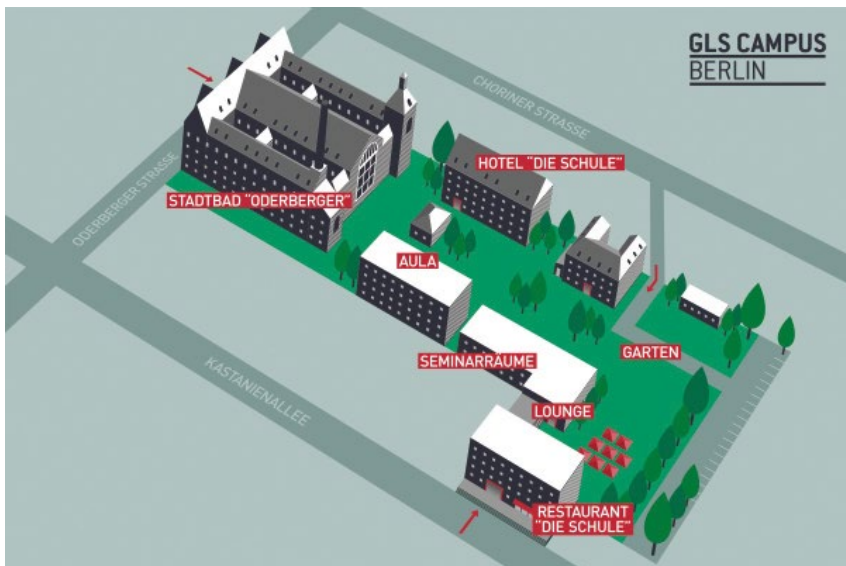 GLS CAMPUS
BERLIN
CHORINER STRASSE
HOTEL "DIE SCHULE"
ODERBERGER STRASSE
STADTBAD "ODERBERGER"
AULA
SEMINARRÄUME
GARTEN
KASTANIENALLEE
LOUNGE
RESTAURANT
"DIE SCHULE"